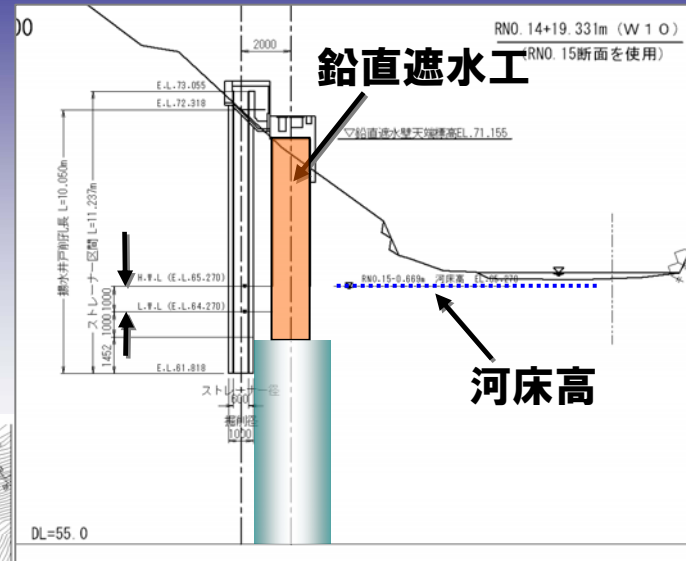 00
RNO.14+19.331m (W10)
(RNO.15断面を使用)
2000
鉛直遮水工
E.L.73.055
E.L.72.318
▽鉛直遮水壁天端標高EL.71.155
揚水井戸削孔長 L=10.050m
ストレーナー区間 L=11.237m
H.W.L (E.L.65.270)
RNO.15-0.669m 河床高 EL.65.270
L.W.L (E.L.64.270)
1000
1000
1452
E.L.61.818
河床高
ストレーナー径
600
掘削径
1000
DL=55.0